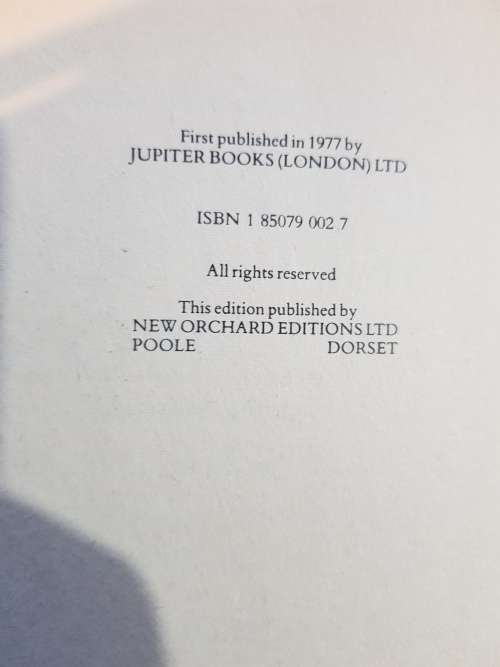 First published in 1977 by
JUPITER BOOKS (LONDON) LTD
ISBN 1 85079 002 7
All rights reserved
This edition published by
NEW ORCHARD EDITIONS LTD
POOLE DORSET